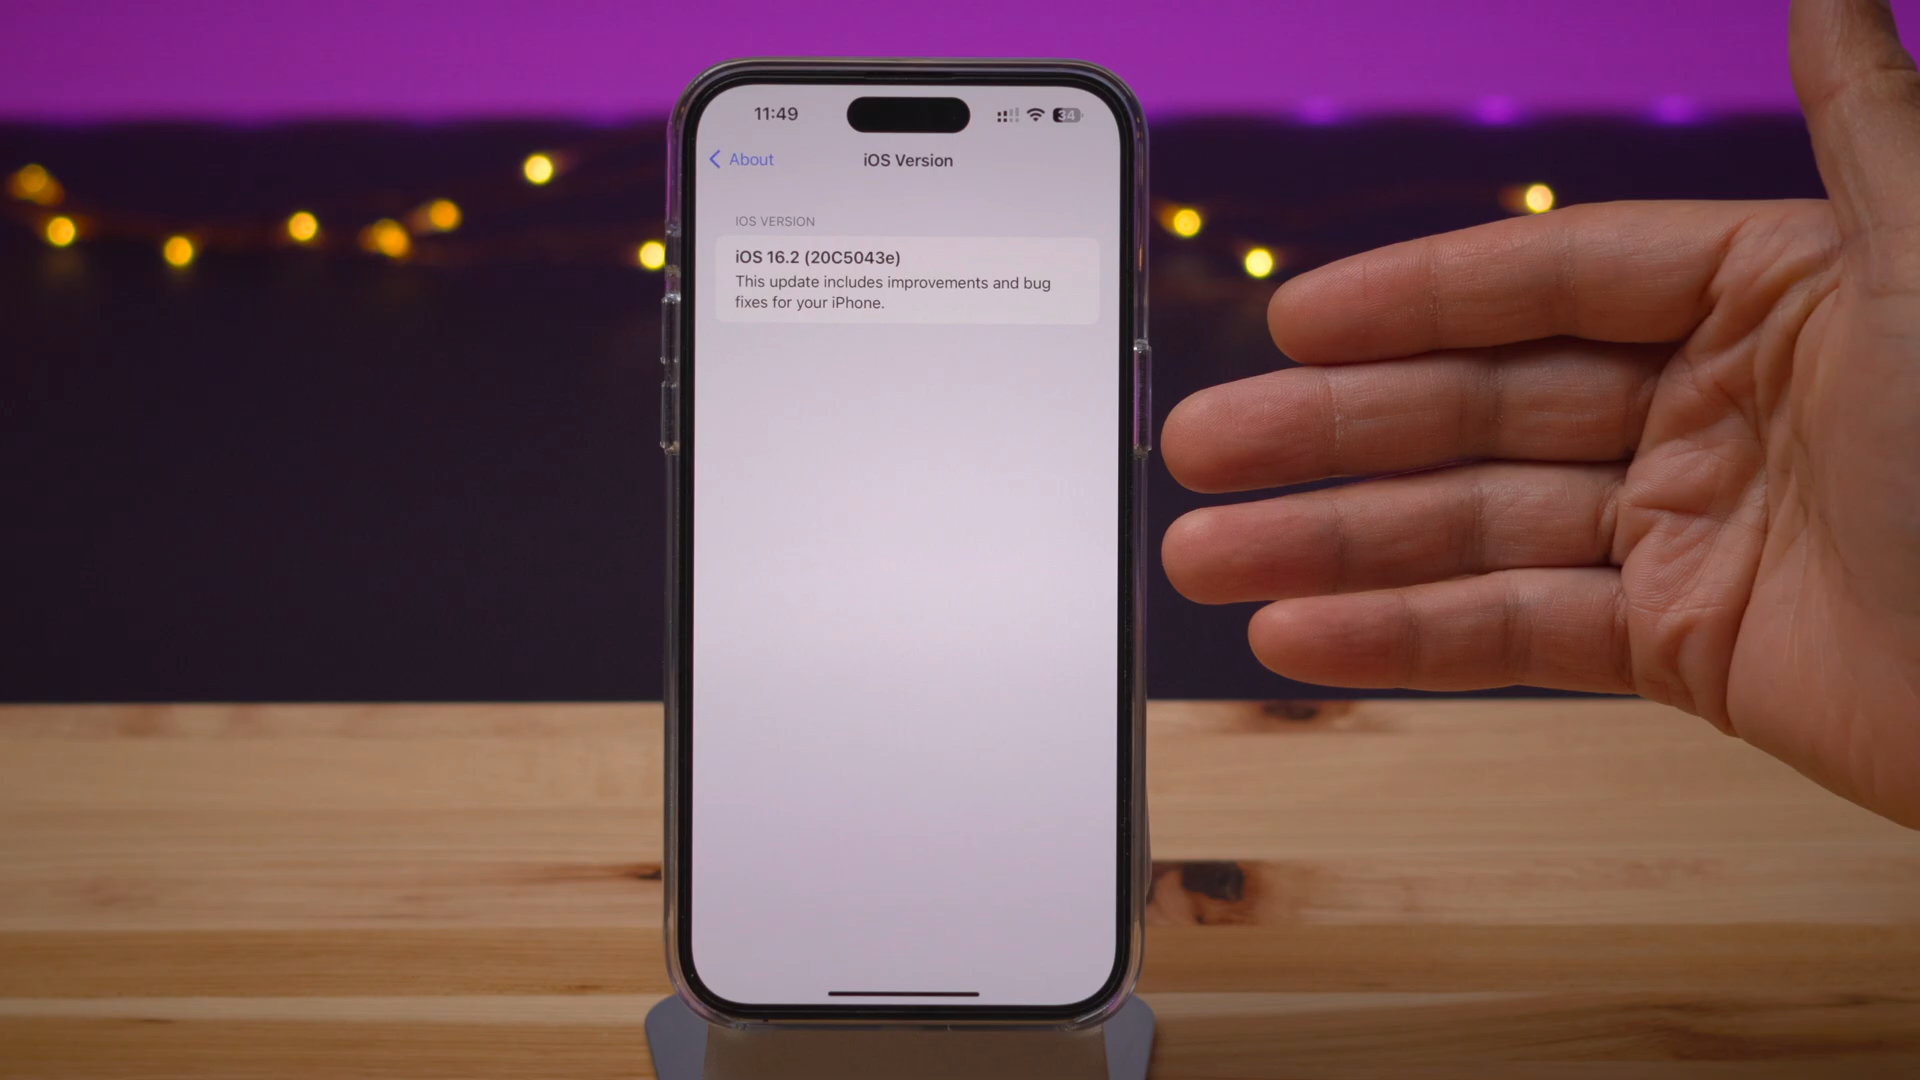 11:49
34
About
iOS Version
IOS VERSION
iOS 16.2 (20C5043e)
This update includes improvements and bug
fixes for your iPhone.